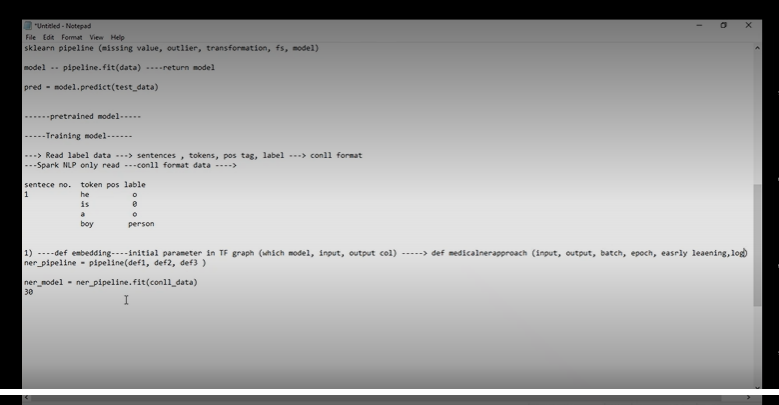 *Untitled - Notepad
File Edit Format View Help
sklearn pipeline (missing value, outlier, transformation, fs, model)
model -- pipeline.fit(data) ----return model
pred = model.predict(test_data)
------pretrained model-----
-----Training model------
---> Read label data ---> sentences , tokens, pos tag, label ---> conll format
---Spark NLP only read ---conll format data ---->
sentece no. token pos lable
1 he o
is 0
a o
boy person
1) ----def embedding----initial parameter in TF graph (which model, input, output col) -----> def medicalnerapproach (input, output, batch, epoch, easrly leaening,log)
ner_pipeline = pipeline(def1, def2, def3 )
ner_model = ner_pipeline.fit(conll_data)
30